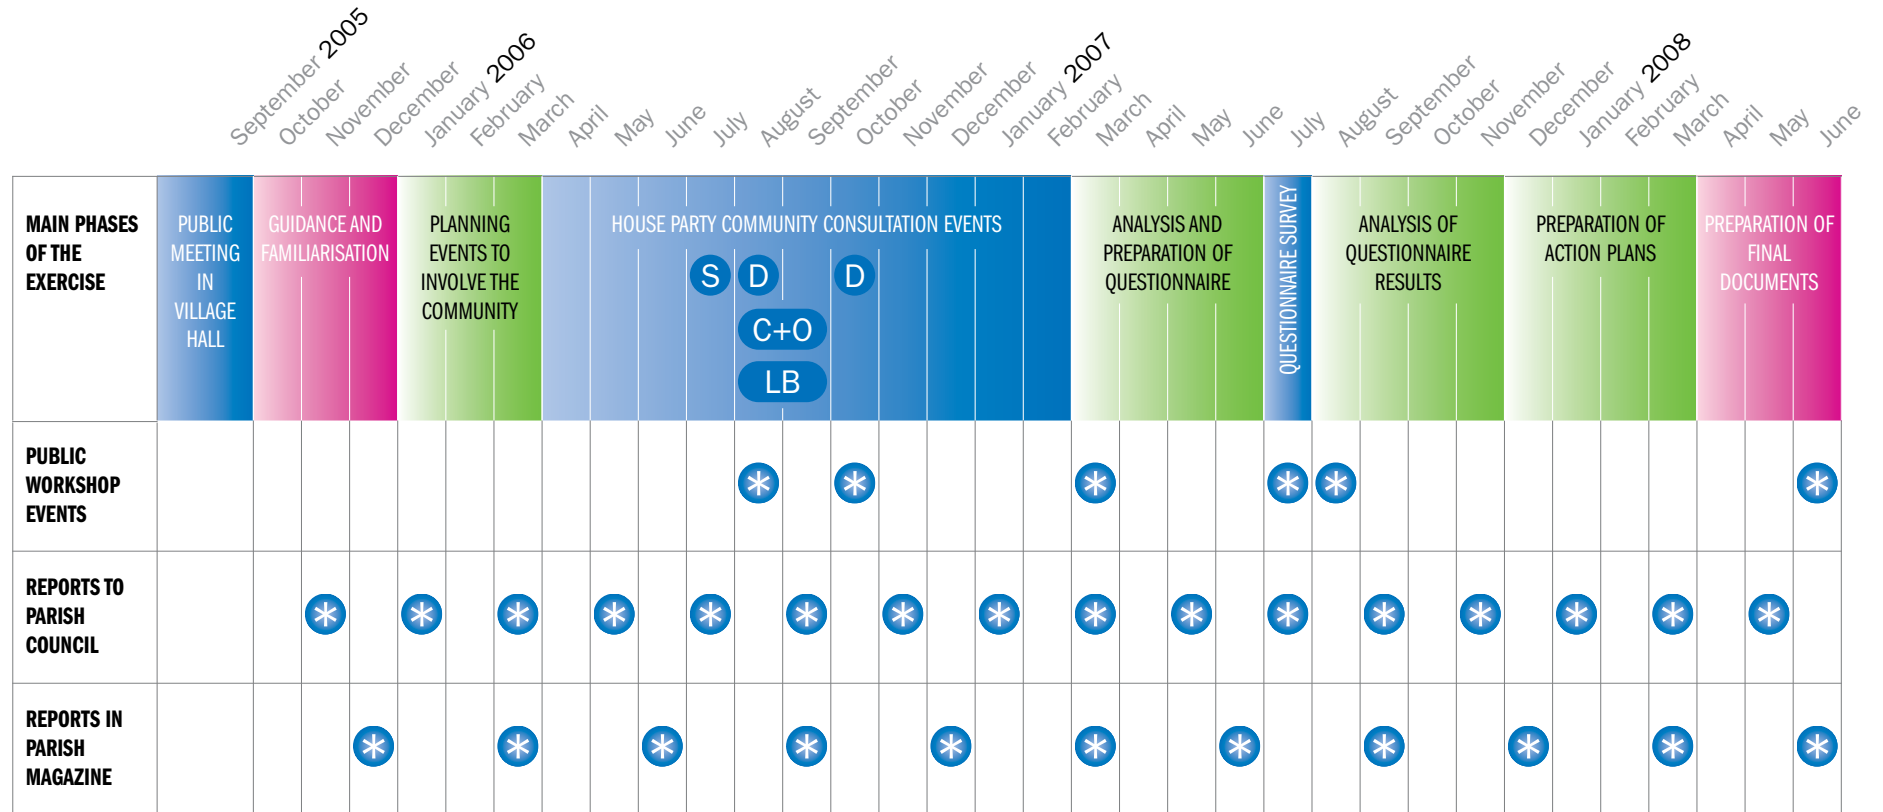 September 2005
October
November
December
January 2006
February
March
April
May
June
July
August
September
October
November
December
January 2007
February
March
April
May
June
July
August
September
October
November
December
January 2008
February
March
April
May
June
MAIN PHASES
OF THE
EXERCISE
PUBLIC
MEETING
IN
VILLAGE
HALL
GUIDANCE AND
FAMILIARISATION
PLANNING
EVENTS TO
INVOLVE THE
COMMUNITY
HOUSE PARTY COMMUNITY CONSULTATION EVENTS
S D D
C+O
LB
ANALYSIS AND
PREPARATION OF
QUESTIONNAIRE
QUESTIONNAIRE SURVEY
ANALYSIS OF
QUESTIONNAIRE
RESULTS
PREPARATION OF
ACTION PLANS
PREPARATION OF
FINAL
DOCUMENTS
PUBLIC
WORKSHOP
EVENTS
* * * * * *
REPORTS TO
PARISH
COUNCIL
* * * * * * * * * * * * * * * *
REPORTS IN
PARISH
MAGAZINE
* * * * * * * * * * *